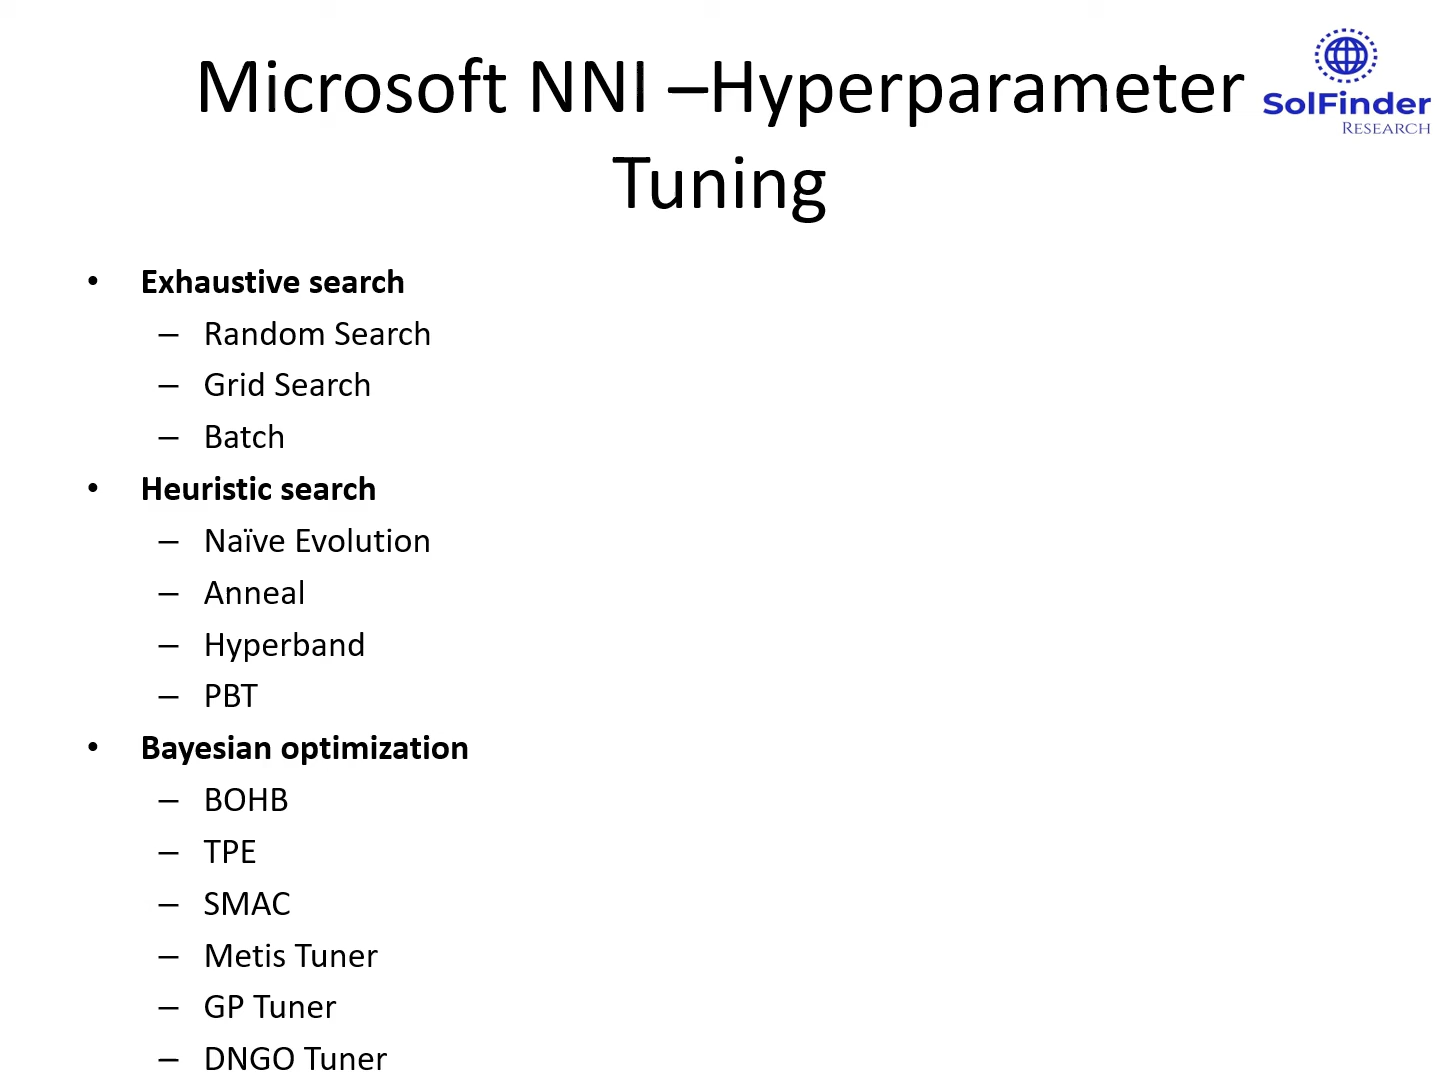 Microsoft NNI –Hyperparameter
Tuning
SolFinder
RESEARCH
• Exhaustive search
– Random Search
– Grid Search
– Batch
• Heuristic search
– Naïve Evolution
– Anneal
– Hyperband
– PBT
• Bayesian optimization
– BOHB
– TPE
– SMAC
– Metis Tuner
– GP Tuner
– DNGO Tuner